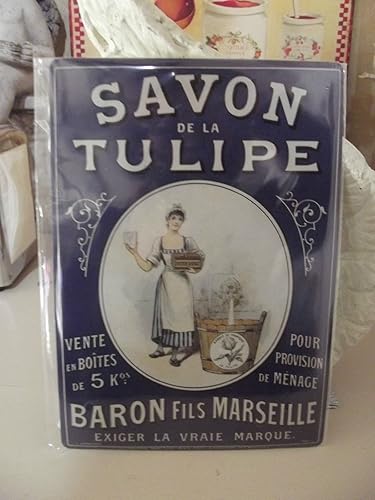 SAVON
DE LA
TULIPE
VENTE
EN BOÎTES
DE 5 Kos
POUR
PROVISION
DE MÉNAGE
BARON FILS MARSEILLE
EXIGER LA VRAIE MARQUE.